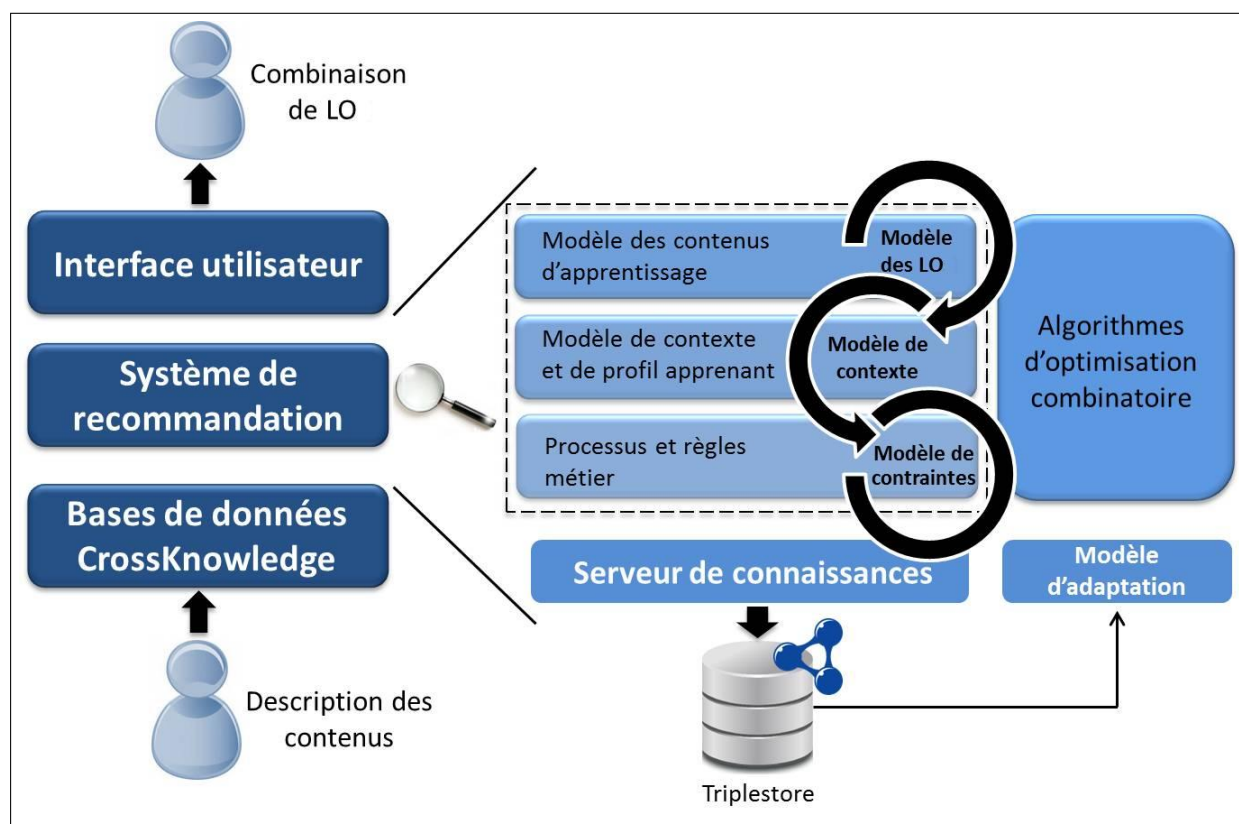 Combinaison
de LO
Interface utilisateur
Système de
recommandation
Bases de données
CrossKnowledge
Description des
contenus
Modèle des contenus
d'apprentissage
Modèle
des LO
Modèle de contexte
et de profil apprenant
Modèle de
contexte
Processus et règles
métier
Modèle de
contraintes
Algorithmes
d'optimisation
combinatoire
Serveur de connaissances
Modèle
d'adaptation
Triplestore